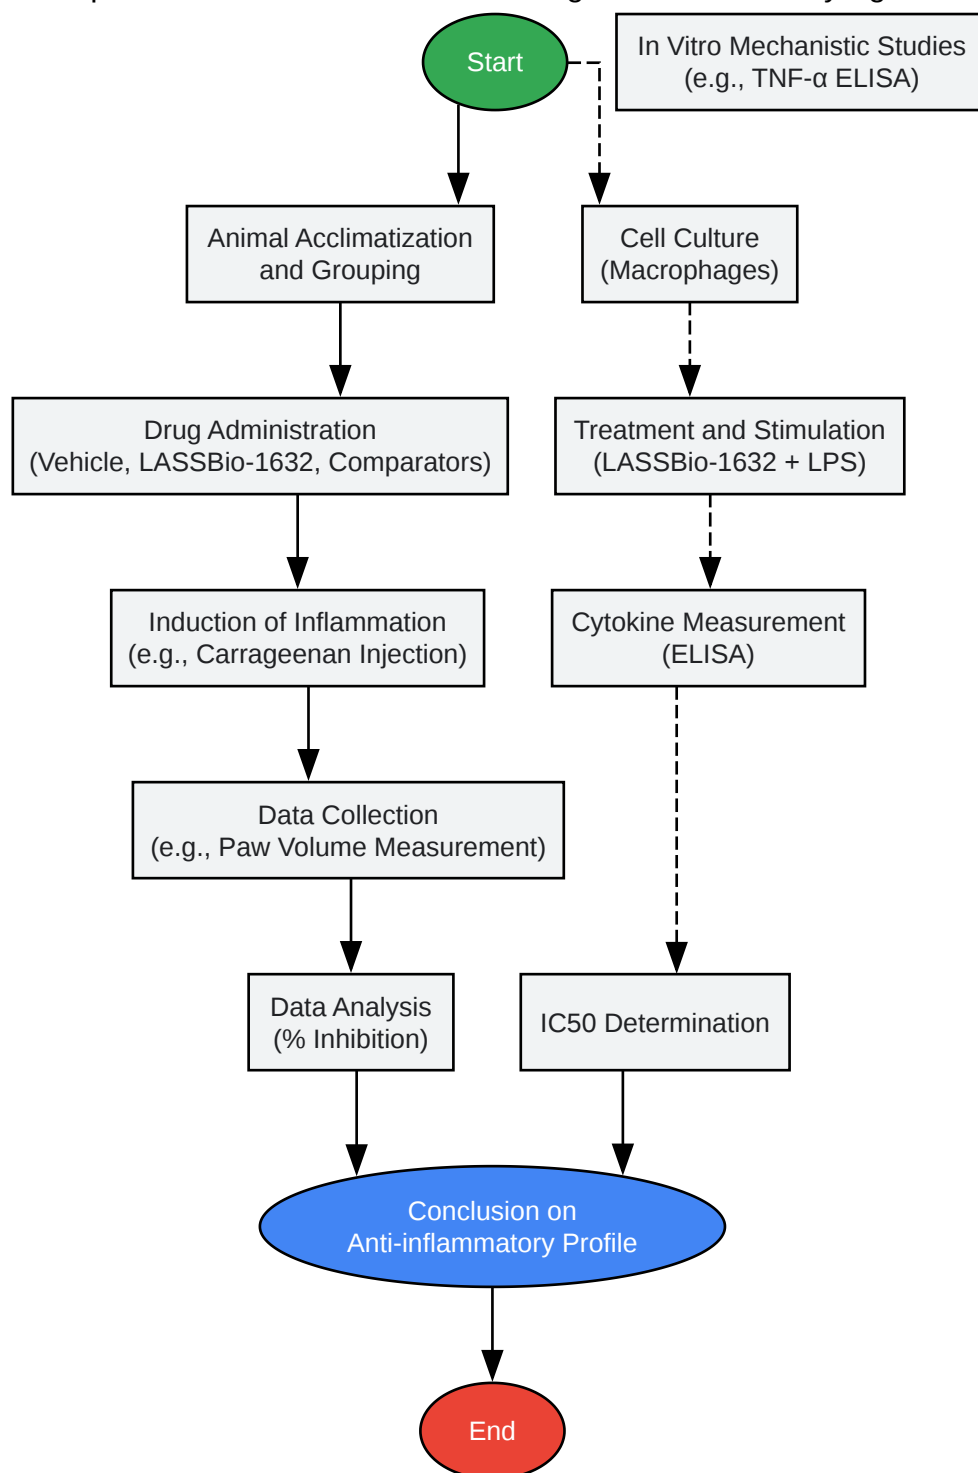 Start
In Vitro Mechanistic Studies
(e.g., TNF-α ELISA)
Animal Acclimatization
and Grouping
Cell Culture
(Macrophages)
Drug Administration
(Vehicle, LASSBio-1632, Comparators)
Treatment and Stimulation
(LASSBio-1632 + LPS)
Induction of Inflammation
(e.g., Carrageenan Injection)
Cytokine Measurement
(ELISA)
Data Collection
(e.g., Paw Volume Measurement)
Data Analysis
(% Inhibition)
IC50 Determination
Conclusion on
Anti-inflammatory Profile
End